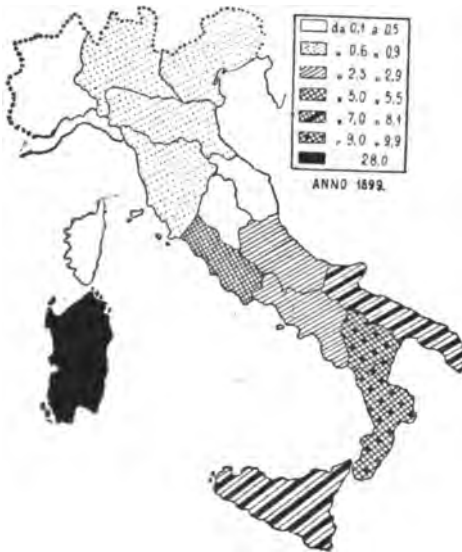 da 0,1 a 0,5
" 0.6 " 0,9
" 2,3 " 2,9
" 5.0 " 5,5
" 7,0 " 8,1
" 9.0 " 9,9
28.0
ANNO 1899.